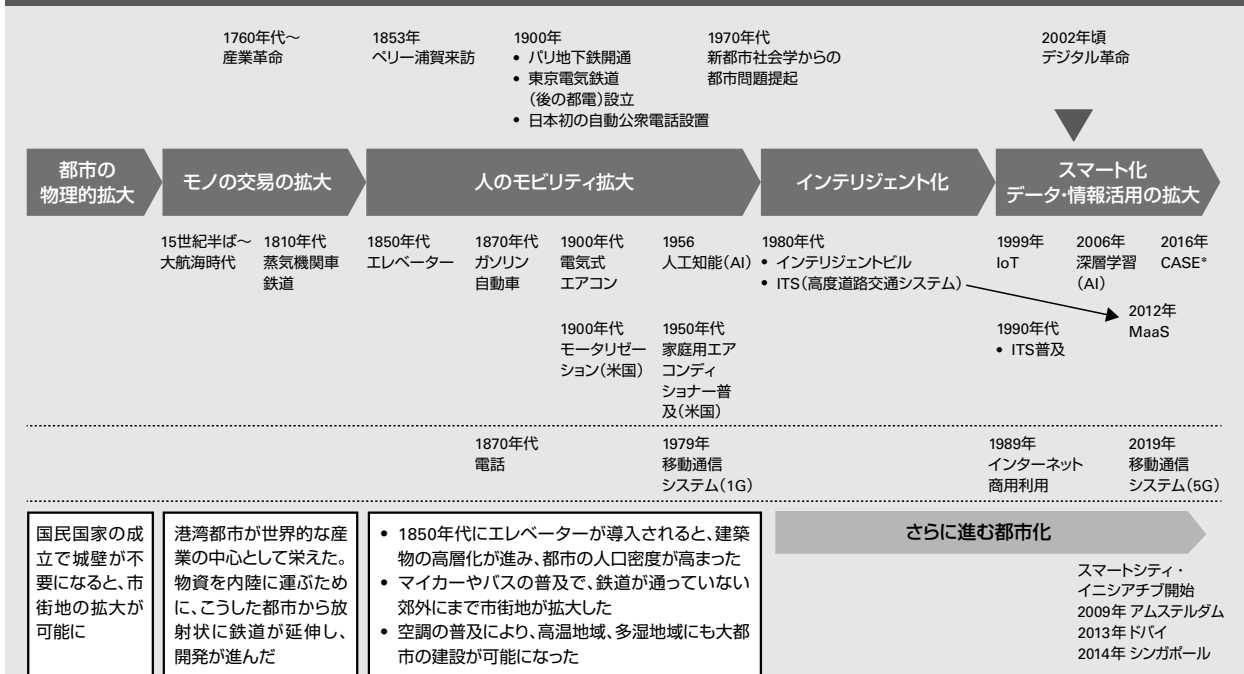 1760年代～
産業革命
1853年
ペリー浦賀来訪
1900年
• パリ地下鉄開通
• 東京電気鉄道
（後の都電）設立
• 日本初の自動公衆電話設置
1970年代
新都市社会学からの
都市問題提起
2002年頃
デジタル革命
都市の
物理的拡大
モノの交易の拡大
人のモビリティ拡大
インテリジェント化
スマート化
データ・情報活用の拡大
15世紀半ば～
大航海時代
1810年代
蒸気機関車
鉄道
1850年代
エレベーター
1870年代
ガソリン
自動車
1900年代
電気式
エアコン
1956
人工知能（AI）
1980年代
• インテリジェントビル
• ITS（高度道路交通システム）
1999年
IoT
2006年
深層学習
（AI）
2016年
CASE*
2012年
MaaS
1900年代
モータリゼー
ション（米国）
1950年代
家庭用エア
コンディ
ショナー普
及（米国）
1990年代
• ITS普及
1870年代
電話
1979年
移動通信
システム（1G）
1989年
インターネット
商用利用
2019年
移動通信
システム（5G）
国民国家の成
立で城壁が不
要になると、市
街地の拡大が
可能に
港湾都市が世界的な産
業の中心として栄えた。
物資を内陸に運ぶため
に、こうした都市から放
射状に鉄道が延伸し、
開発が進んだ
• 1850年代にエレベーターが導入されると、建築
物の高層化が進み、都市の人口密度が高まった
• マイカーやバスの普及で、鉄道が通っていない
郊外にまで市街地が拡大した
• 空調の普及により、高温地域、多湿地域にも大都
市の建設が可能になった
さらに進む都市化
スマートシティ・
イニシアチブ開始
2009年 アムステルダム
2013年 ドバイ
2014年 シンガポール